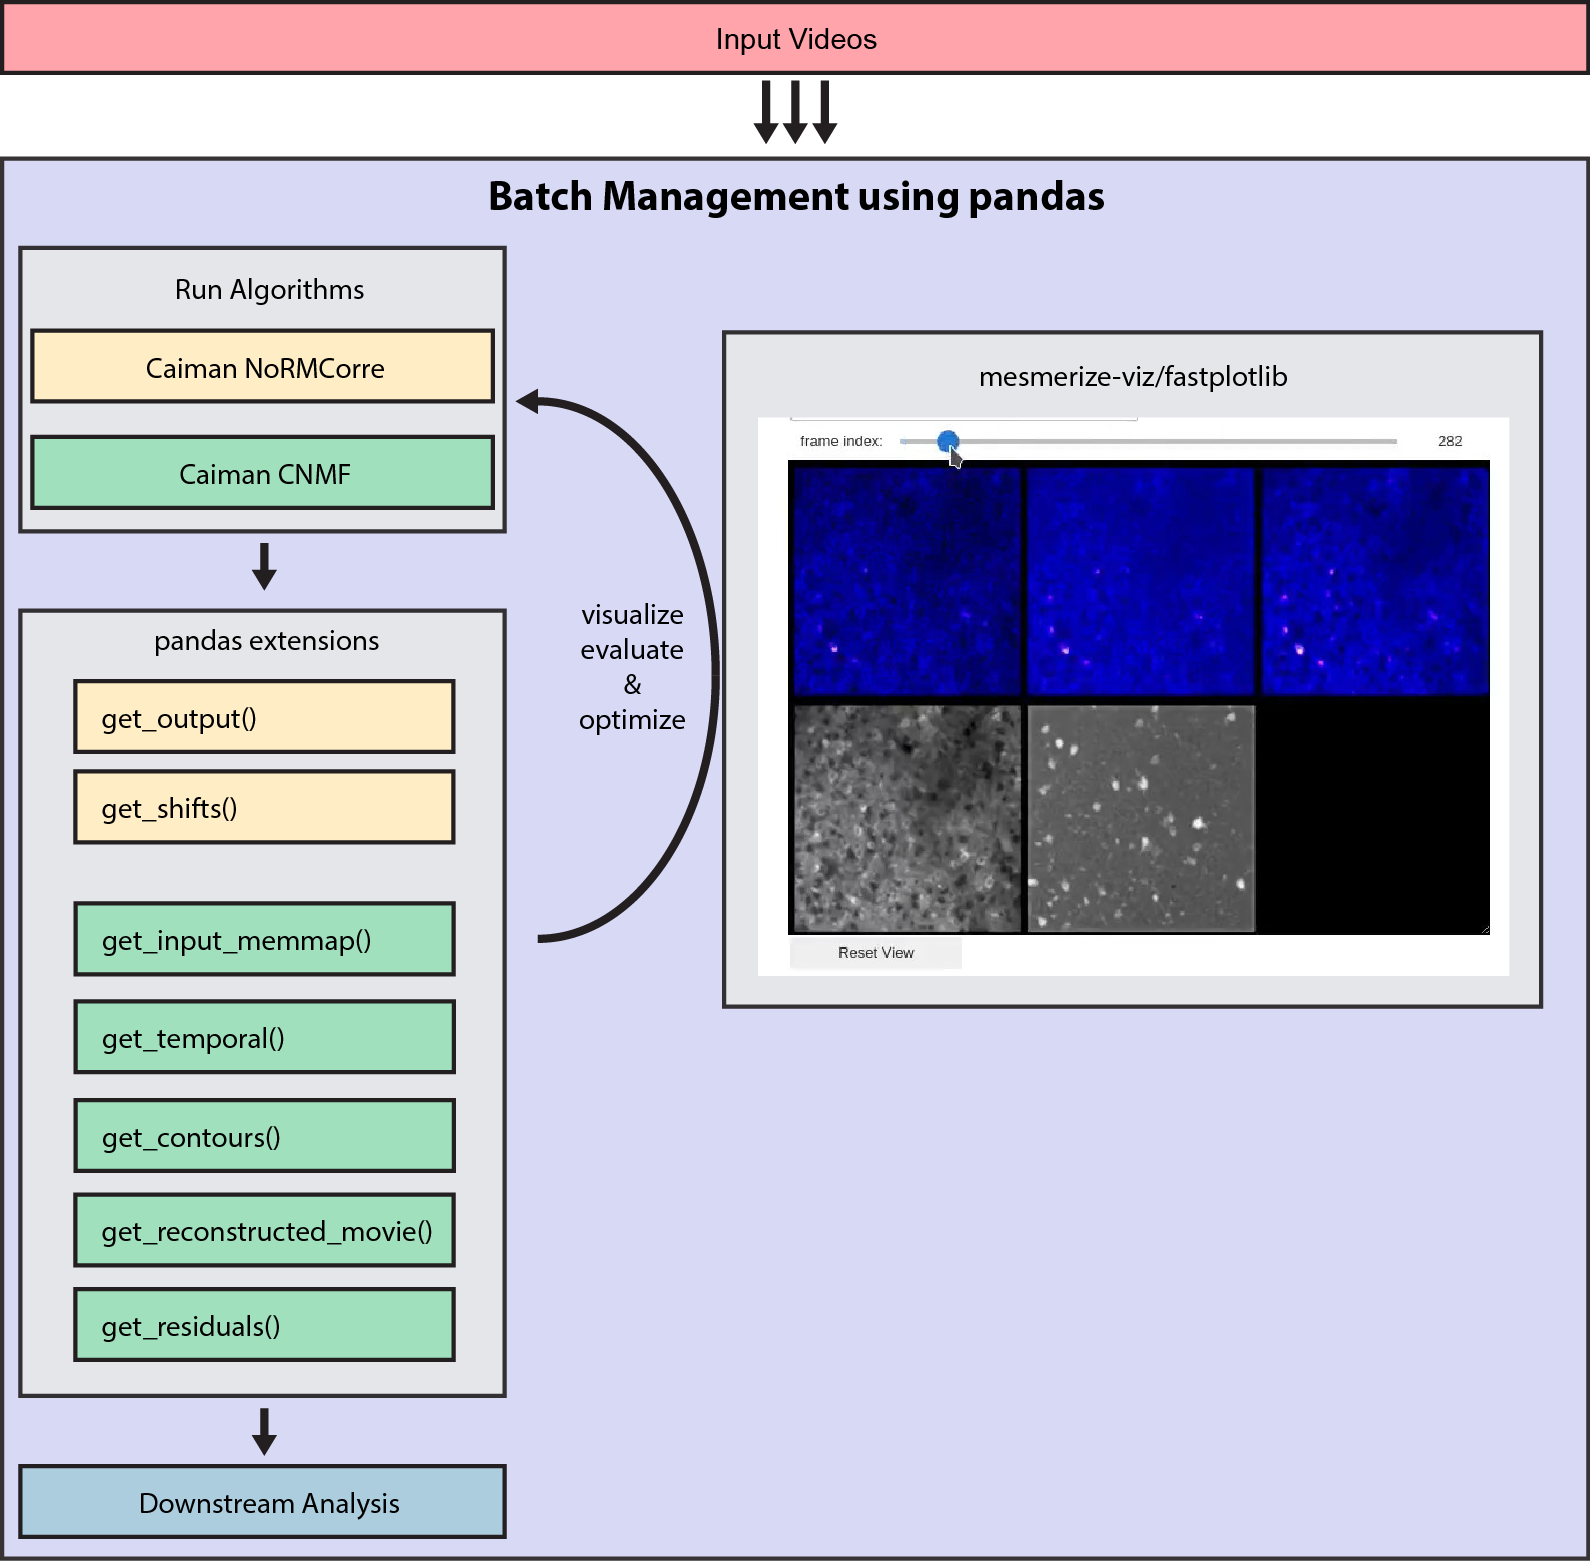 Input Videos
Batch Management using pandas
Run Algorithms
Caiman NoRMCorre
Caiman CNMF
pandas extensions
get_output()
get_shifts()
get_input_memmap()
get_temporal()
get_contours()
get_reconstructed_movie()
get_residuals()
Downstream Analysis
visualize
evaluate
&
optimize
mesmerize-viz/fastplotlib
frame index:
282
Reset View